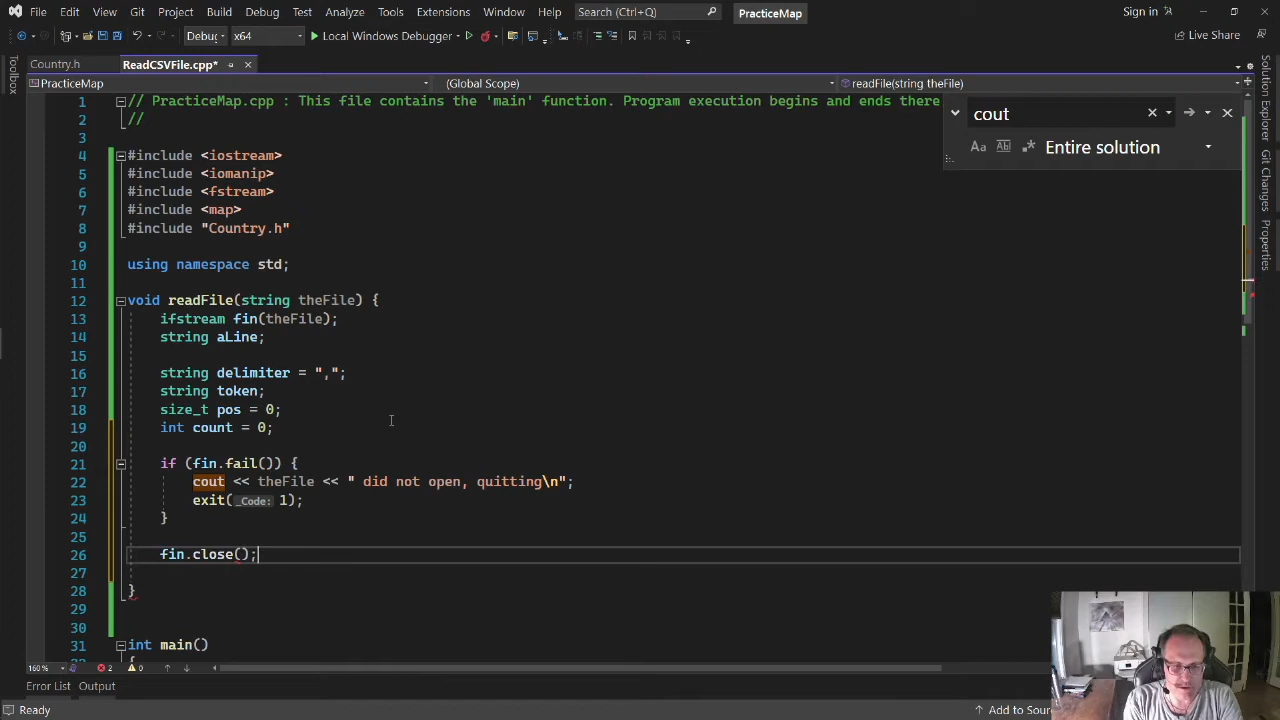 File Edit View Git Project Build Debug Test Analyze Tools Extensions Window Help Search (Ctrl+Q) PracticeMap Sign in
Debug x64 Local Windows Debugger Live Share
Toolbox
Country.h ReadCSVFile.cpp*
PracticeMap (Global Scope) readFile(string theFile)
cout
Aa Ab Entire solution
Solution Explorer
Git Changes
Properties
1 // PracticeMap.cpp : This file contains the 'main' function. Program execution begins and ends there
2 //
3
4 #include <iostream>
5 #include <iomanip>
6 #include <fstream>
7 #include <map>
8 #include "Country.h"
9
10 using namespace std;
11
12 void readFile(string theFile) {
13 ifstream fin(theFile);
14 string aLine;
15
16 string delimiter = ",";
17 string token;
18 size_t pos = 0;
19 int count = 0;
20
21 if (fin.fail()) {
22 cout << theFile << " did not open, quitting\n";
23 exit(_Code: 1);
24 }
25
26 fin.close();
27
28 }
29
30
31 int main()
160 % 2 0
Error List Output
Ready Add to Sour